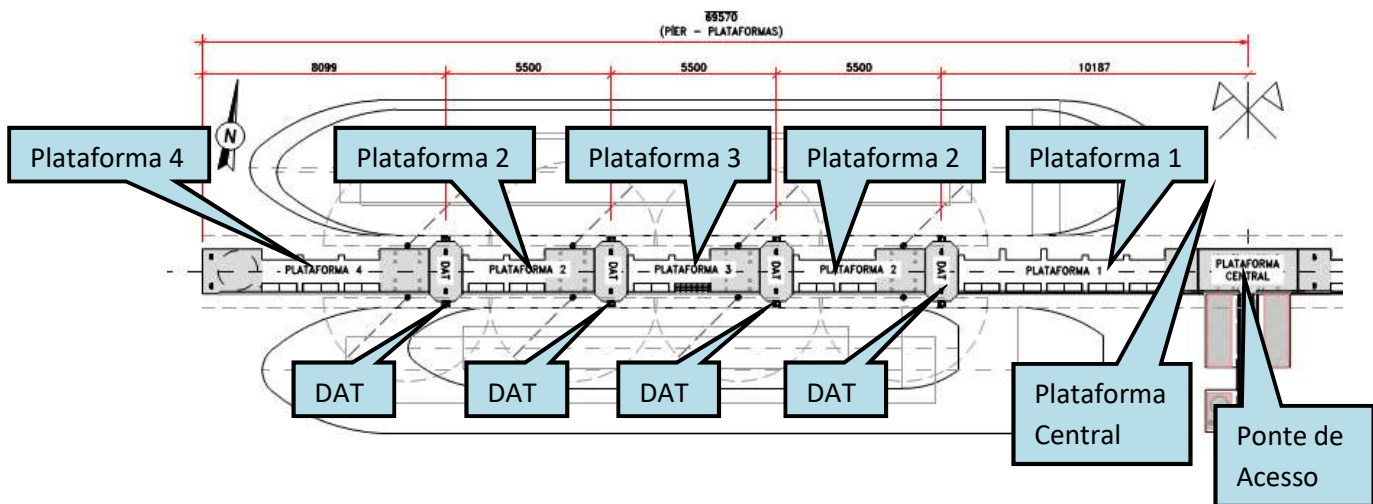 69570
(PÍER - PLATAFORMAS)
8099
5500
5500
5500
10187
N
Plataforma 4
Plataforma 2
Plataforma 3
Plataforma 2
Plataforma 1
PLATAFORMA 4
DAT
PLATAFORMA 2
DAT
PLATAFORMA 3
DAT
PLATAFORMA 2
DAT
PLATAFORMA 1
PLATAFORMA
CENTRAL
DAT
DAT
DAT
DAT
Plataforma
Central
Ponte de
Acesso